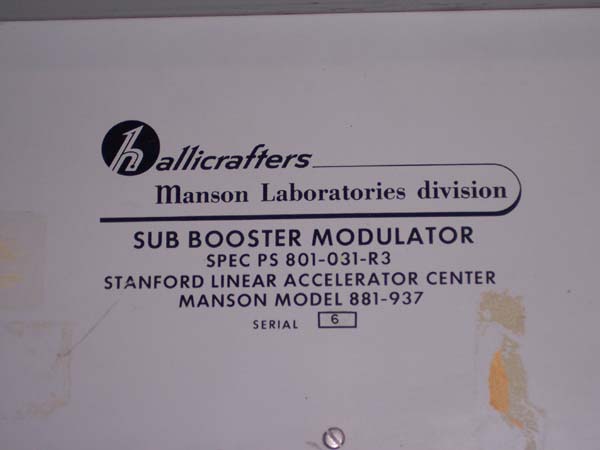 hallicrafters
Manson Laboratories division
SUB BOOSTER MODULATOR
SPEC PS 801-031-R3
STANFORD LINEAR ACCELERATOR CENTER
MANSON MODEL 881-937
SERIAL 6